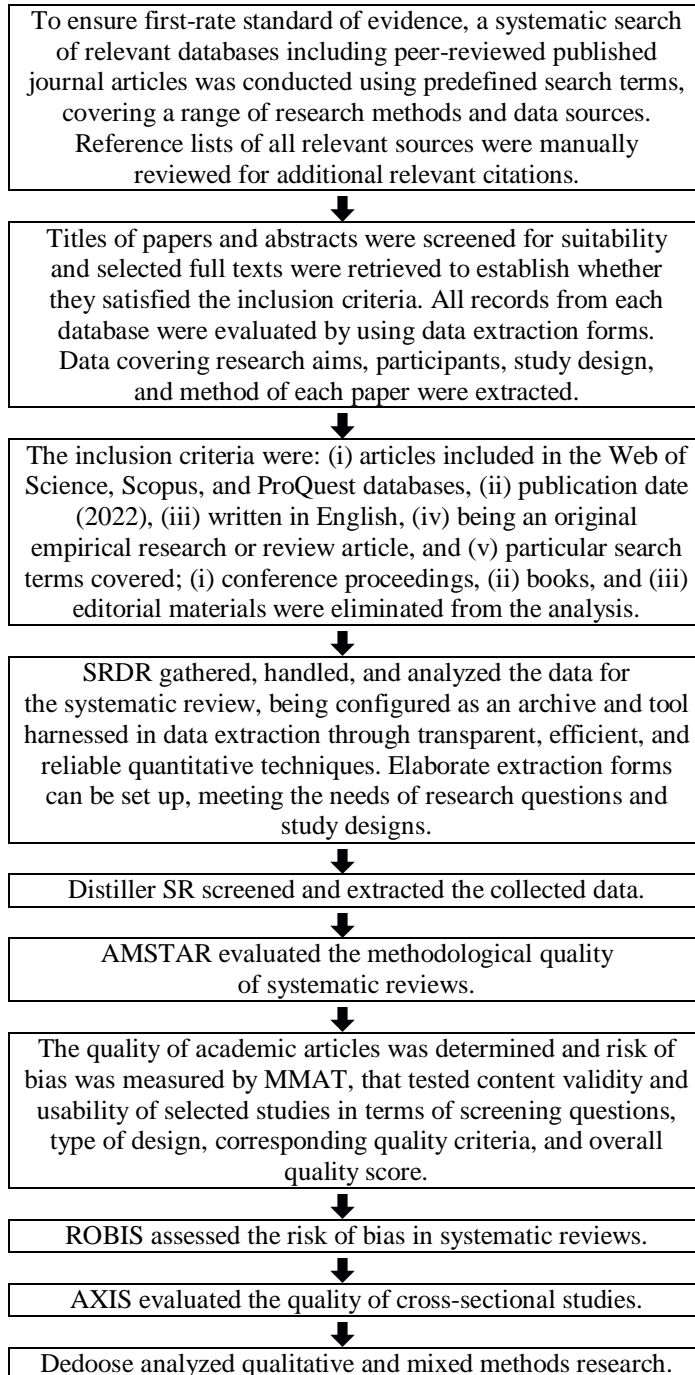 To ensure first-rate standard of evidence, a systematic search
of relevant databases including peer-reviewed published
journal articles was conducted using predefined search terms,
covering a range of research methods and data sources.
Reference lists of all relevant sources were manually
reviewed for additional relevant citations.
Titles of papers and abstracts were screened for suitability
and selected full texts were retrieved to establish whether
they satisfied the inclusion criteria. All records from each
database were evaluated by using data extraction forms.
Data covering research aims, participants, study design,
and method of each paper were extracted.
The inclusion criteria were: (i) articles included in the Web of
Science, Scopus, and ProQuest databases, (ii) publication date
(2022), (iii) written in English, (iv) being an original
empirical research or review article, and (v) particular search
terms covered; (i) conference proceedings, (ii) books, and (iii)
editorial materials were eliminated from the analysis.
SRDR gathered, handled, and analyzed the data for
the systematic review, being configured as an archive and tool
harnessed in data extraction through transparent, efficient, and
reliable quantitative techniques. Elaborate extraction forms
can be set up, meeting the needs of research questions and
study designs.
Distiller SR screened and extracted the collected data.
AMSTAR evaluated the methodological quality
of systematic reviews.
The quality of academic articles was determined and risk of
bias was measured by MMAT, that tested content validity and
usability of selected studies in terms of screening questions,
type of design, corresponding quality criteria, and overall
quality score.
ROBIS assessed the risk of bias in systematic reviews.
AXIS evaluated the quality of cross-sectional studies.
Dedoose analyzed qualitative and mixed methods research.